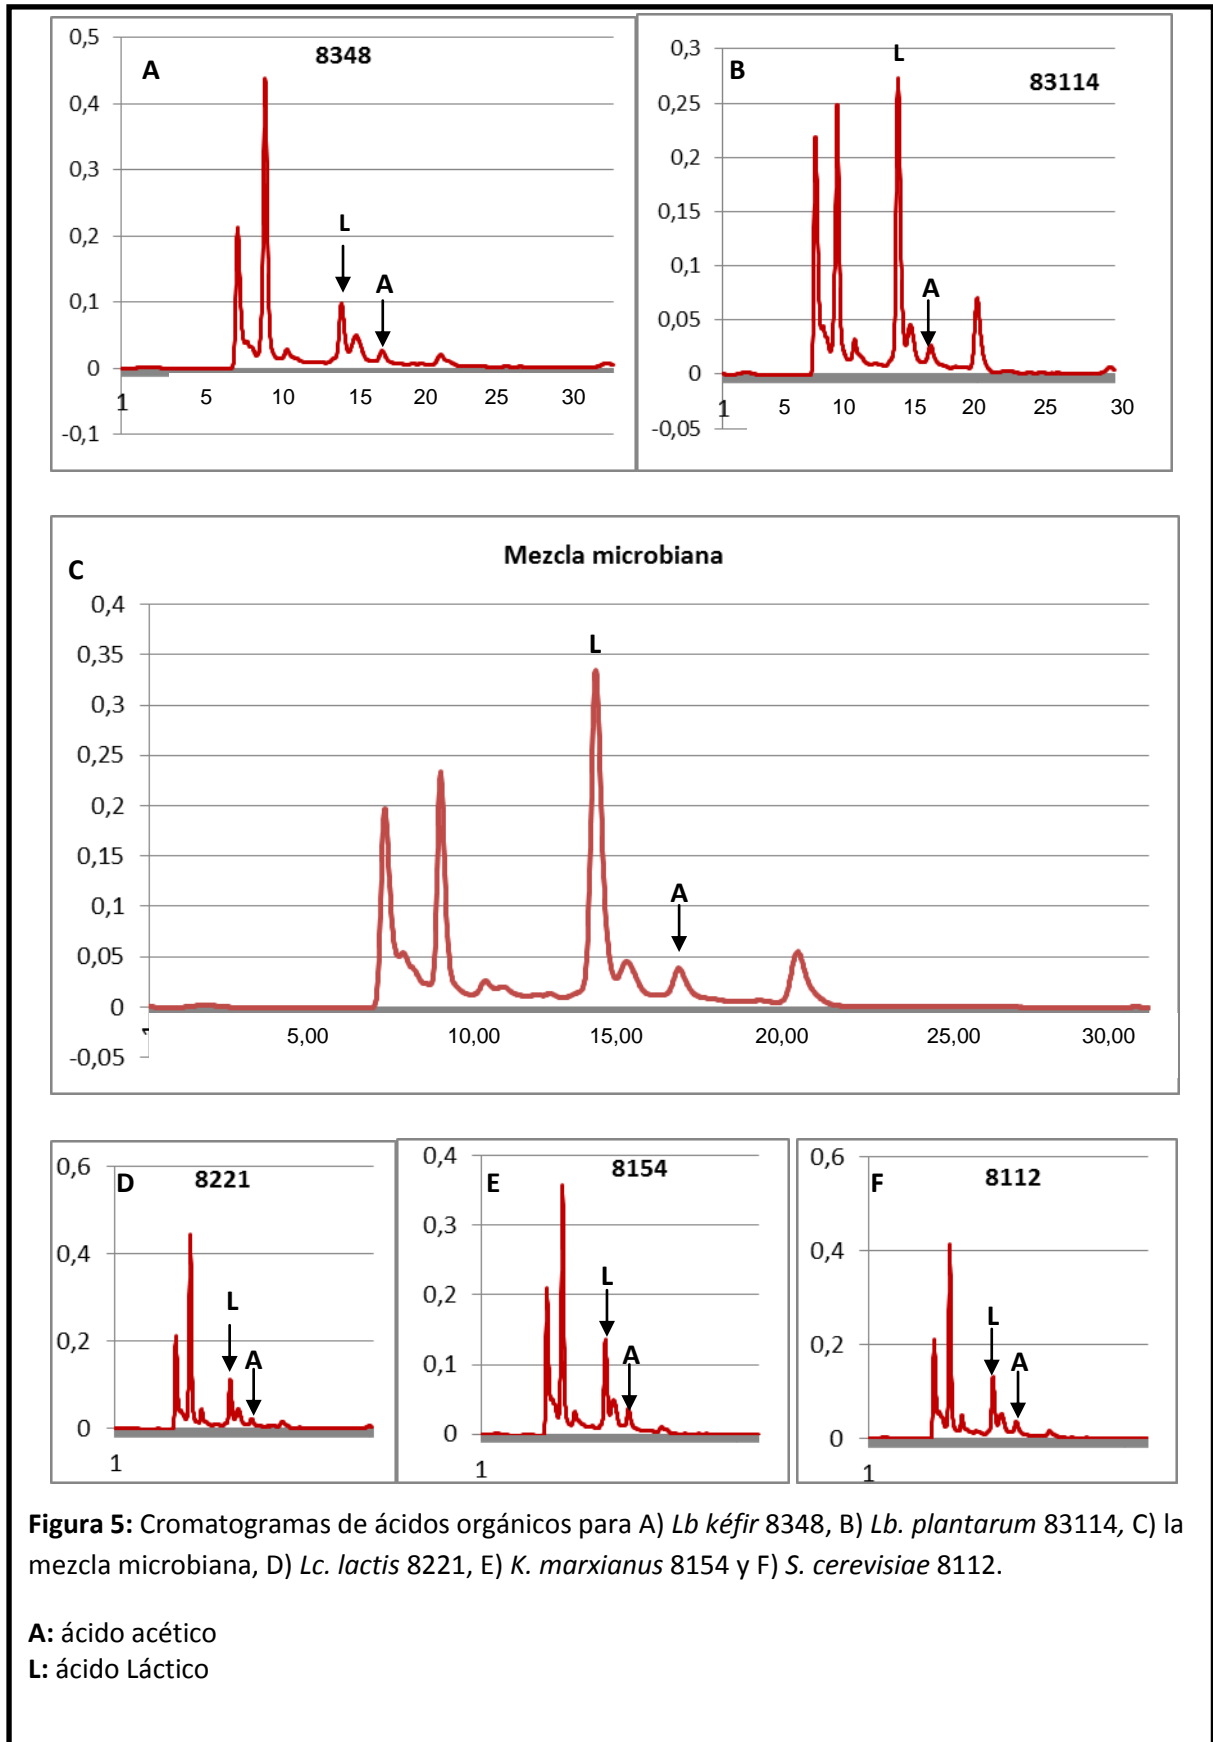 A
8348
0,5
0,4
0,3
0,2
0,1
0
-0,1
L
A
1 5 10 15 20 25 30
B
83114
0,3
0,25
0,2
0,15
0,1
0,05
0
-0,05
L
A
1 5 10 15 20 25 30
C
Mezcla microbiana
0,4
0,35
0,3
0,25
0,2
0,15
0,1
0,05
0
-0,05
L
A
5,00 10,00 15,00 20,00 25,00 30,00
D
8221
0,6
0,4
0,2
0
L
A
1
E
8154
0,4
0,3
0,2
0,1
0
L
A
1
F
8112
0,6
0,4
0,2
0
L
A
1
Figura 5: Cromatogramas de ácidos orgánicos para A) Lb kéfir 8348, B) Lb. plantarum 83114, C) la
mezcla microbiana, D) Lc. lactis 8221, E) K. marxianus 8154 y F) S. cerevisiae 8112.
A: ácido acético
L: ácido Láctico